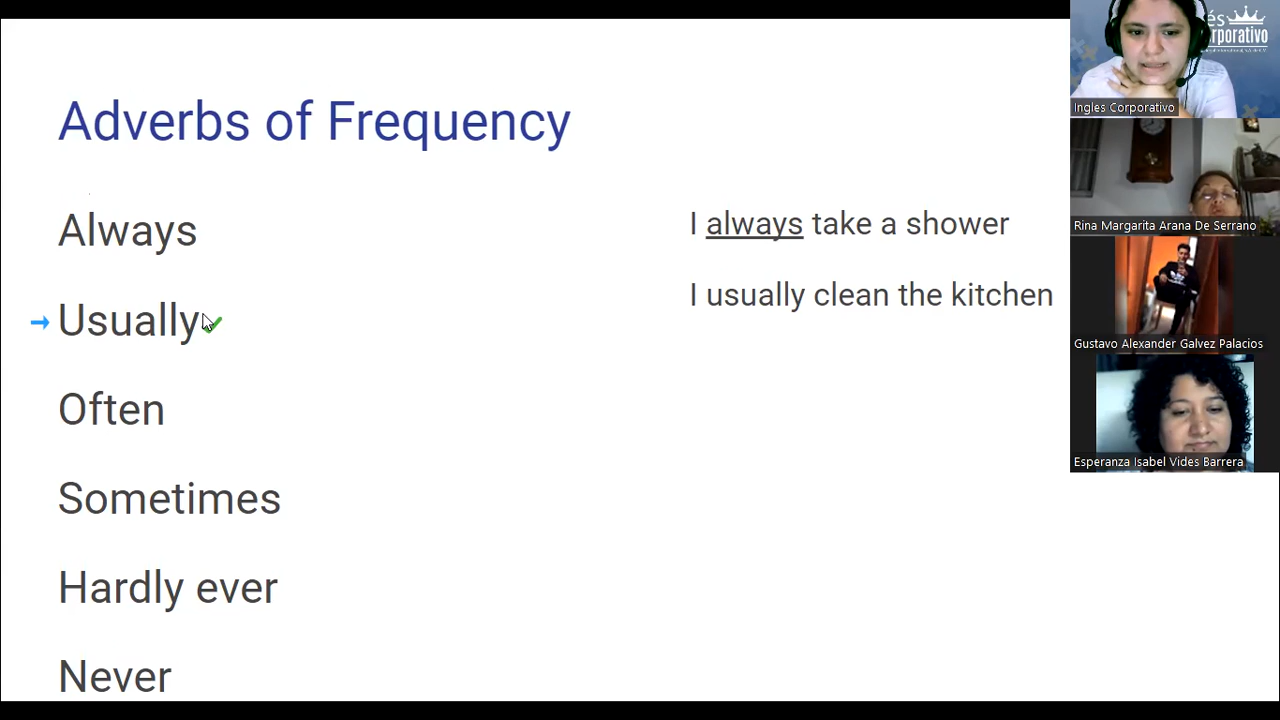 Adverbs of Frequency
Always
Usually
Often
Sometimes
Hardly ever
Never
I always take a shower
I usually clean the kitchen
Ingles Corporativo
Rina Margarita Arana De Serrano
Gustavo Alexander Galvez Palacios
Esperanza Isabel Vides Barrera